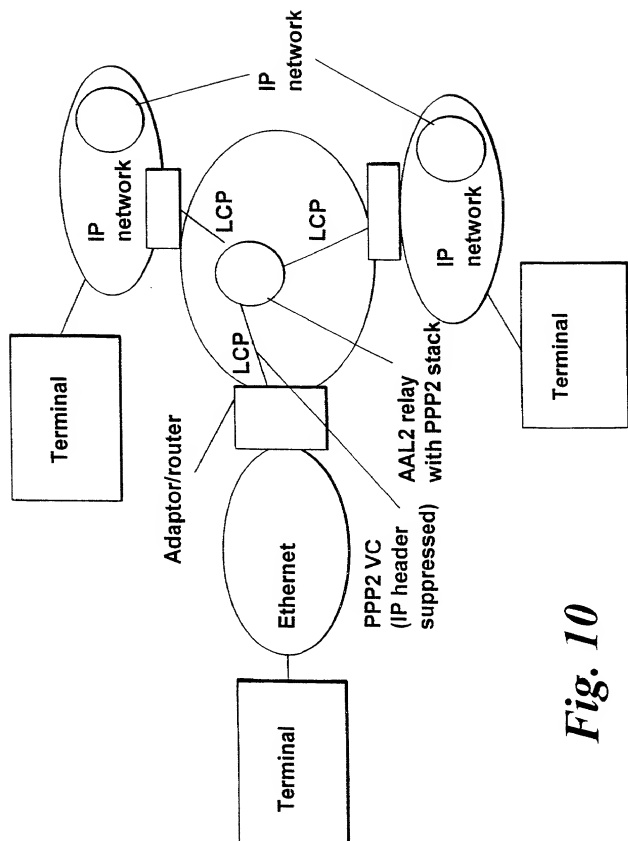 Terminal
IP
network
Adaptor/router
LCP
IP
network
LCP
LCP
Ethernet
Terminal
PPP2 VC
(IP header
suppressed)
AAL2 relay
with PPP2 stack
IP
network
Terminal
Fig. 10